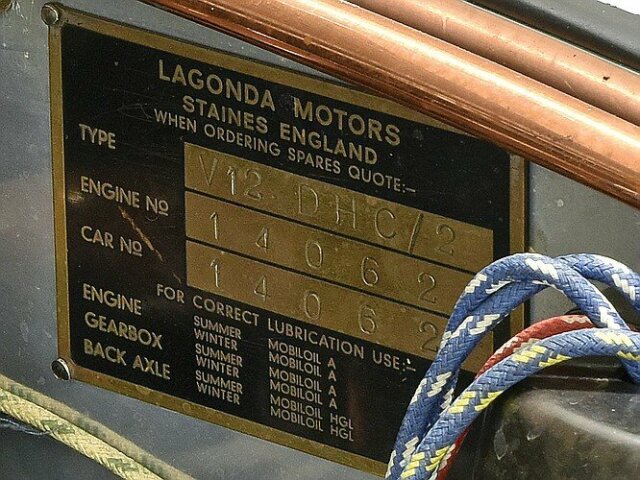 LAGONDA MOTORS
STAINES ENGLAND
WHEN ORDERING SPARES QUOTE:-
TYPE V12 DHC/2
ENGINE No 14062
CAR No 14062
FOR CORRECT LUBRICATION USE:-
ENGINE SUMMER MOBILOIL A
WINTER MOBILOIL A
GEARBOX SUMMER MOBILOIL A
WINTER MOBILOIL A
BACK AXLE SUMMER MOBILOIL HGL
WINTER MOBILOIL HGL